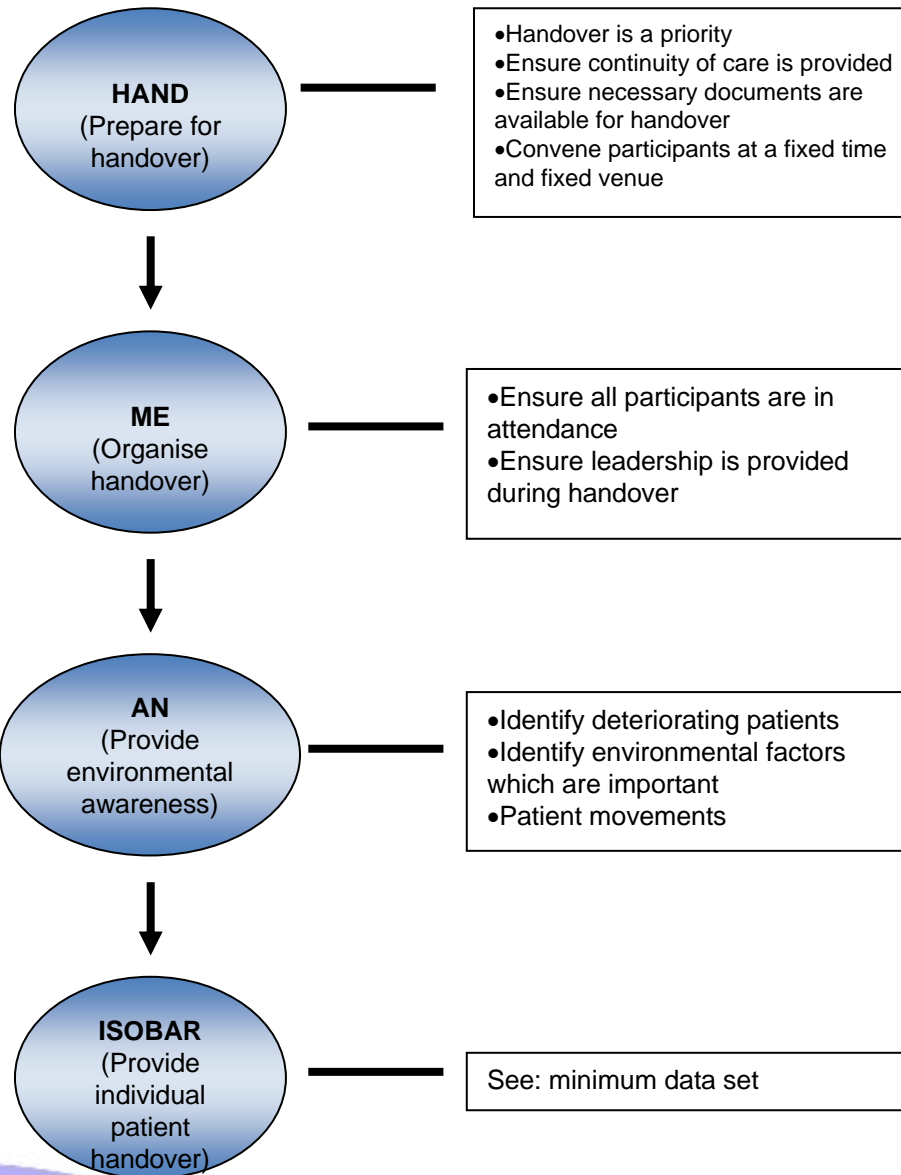 HAND
(Prepare for
handover)
•Handover is a priority
•Ensure continuity of care is provided
•Ensure necessary documents are
available for handover
•Convene participants at a fixed time
and fixed venue
ME
(Organise
handover)
•Ensure all participants are in
attendance
•Ensure leadership is provided
during handover
AN
(Provide
environmental
awareness)
•Identify deteriorating patients
•Identify environmental factors
which are important
•Patient movements
ISOBAR
(Provide
individual
patient
handover)
See: minimum data set